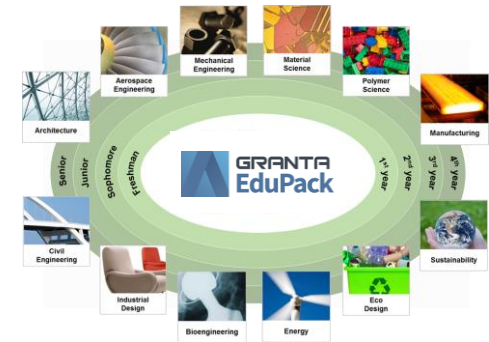 Mechanical
Engineering
Material
Science
Aerospace
Engineering
Polymer
Science
Architecture
Manufacturing
Senior
Junior
Sophomore
Freshman
GRANTA
EduPack
1st year
2nd year
3rd year
4th year
Civil
Engineering
Sustainability
Industrial
Design
Eco
Design
Bioengineering
Energy